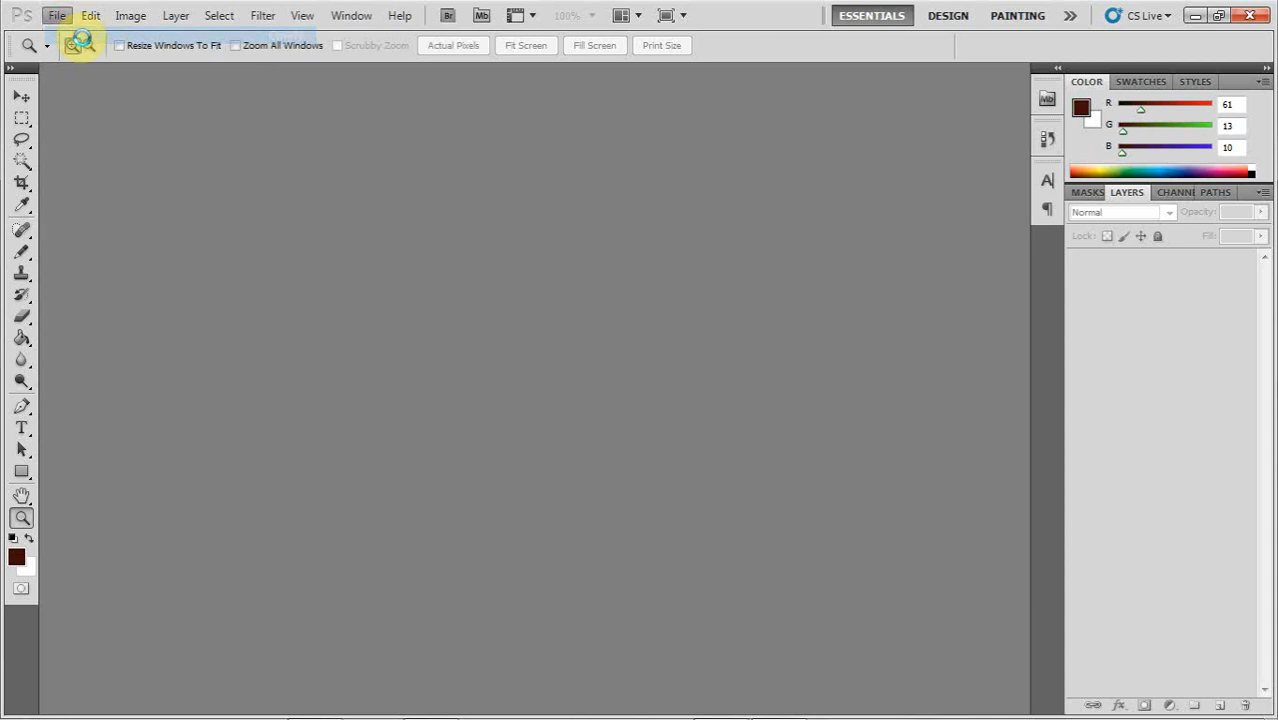 Ps File Edit Image Layer Select Filter View Window Help Br Mb 100% ESSENTIALS DESIGN PAINTING CS Live
Resize Windows To Fit Zoom All Windows Scrubby Zoom Actual Pixels Fit Screen Fill Screen Print Size
COLOR SWATCHES STYLES
Mb
R 61
G 13
B 10
A
MASKS LAYERS CHANNE PATHS
Normal Opacity:
Lock: Fill:
T
fx